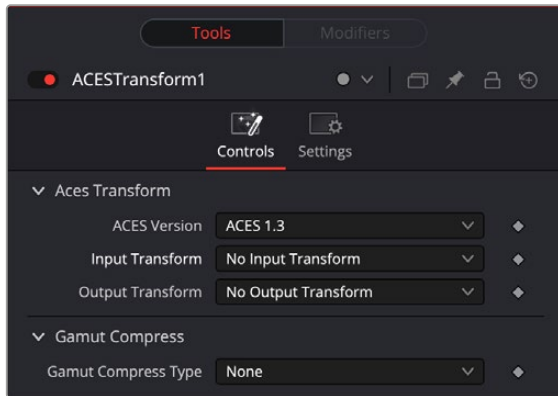 Tools Modifiers
ACESTransform1
Controls Settings
Aces Transform
ACES Version ACES 1.3
Input Transform No Input Transform
Output Transform No Output Transform
Gamut Compress
Gamut Compress Type None